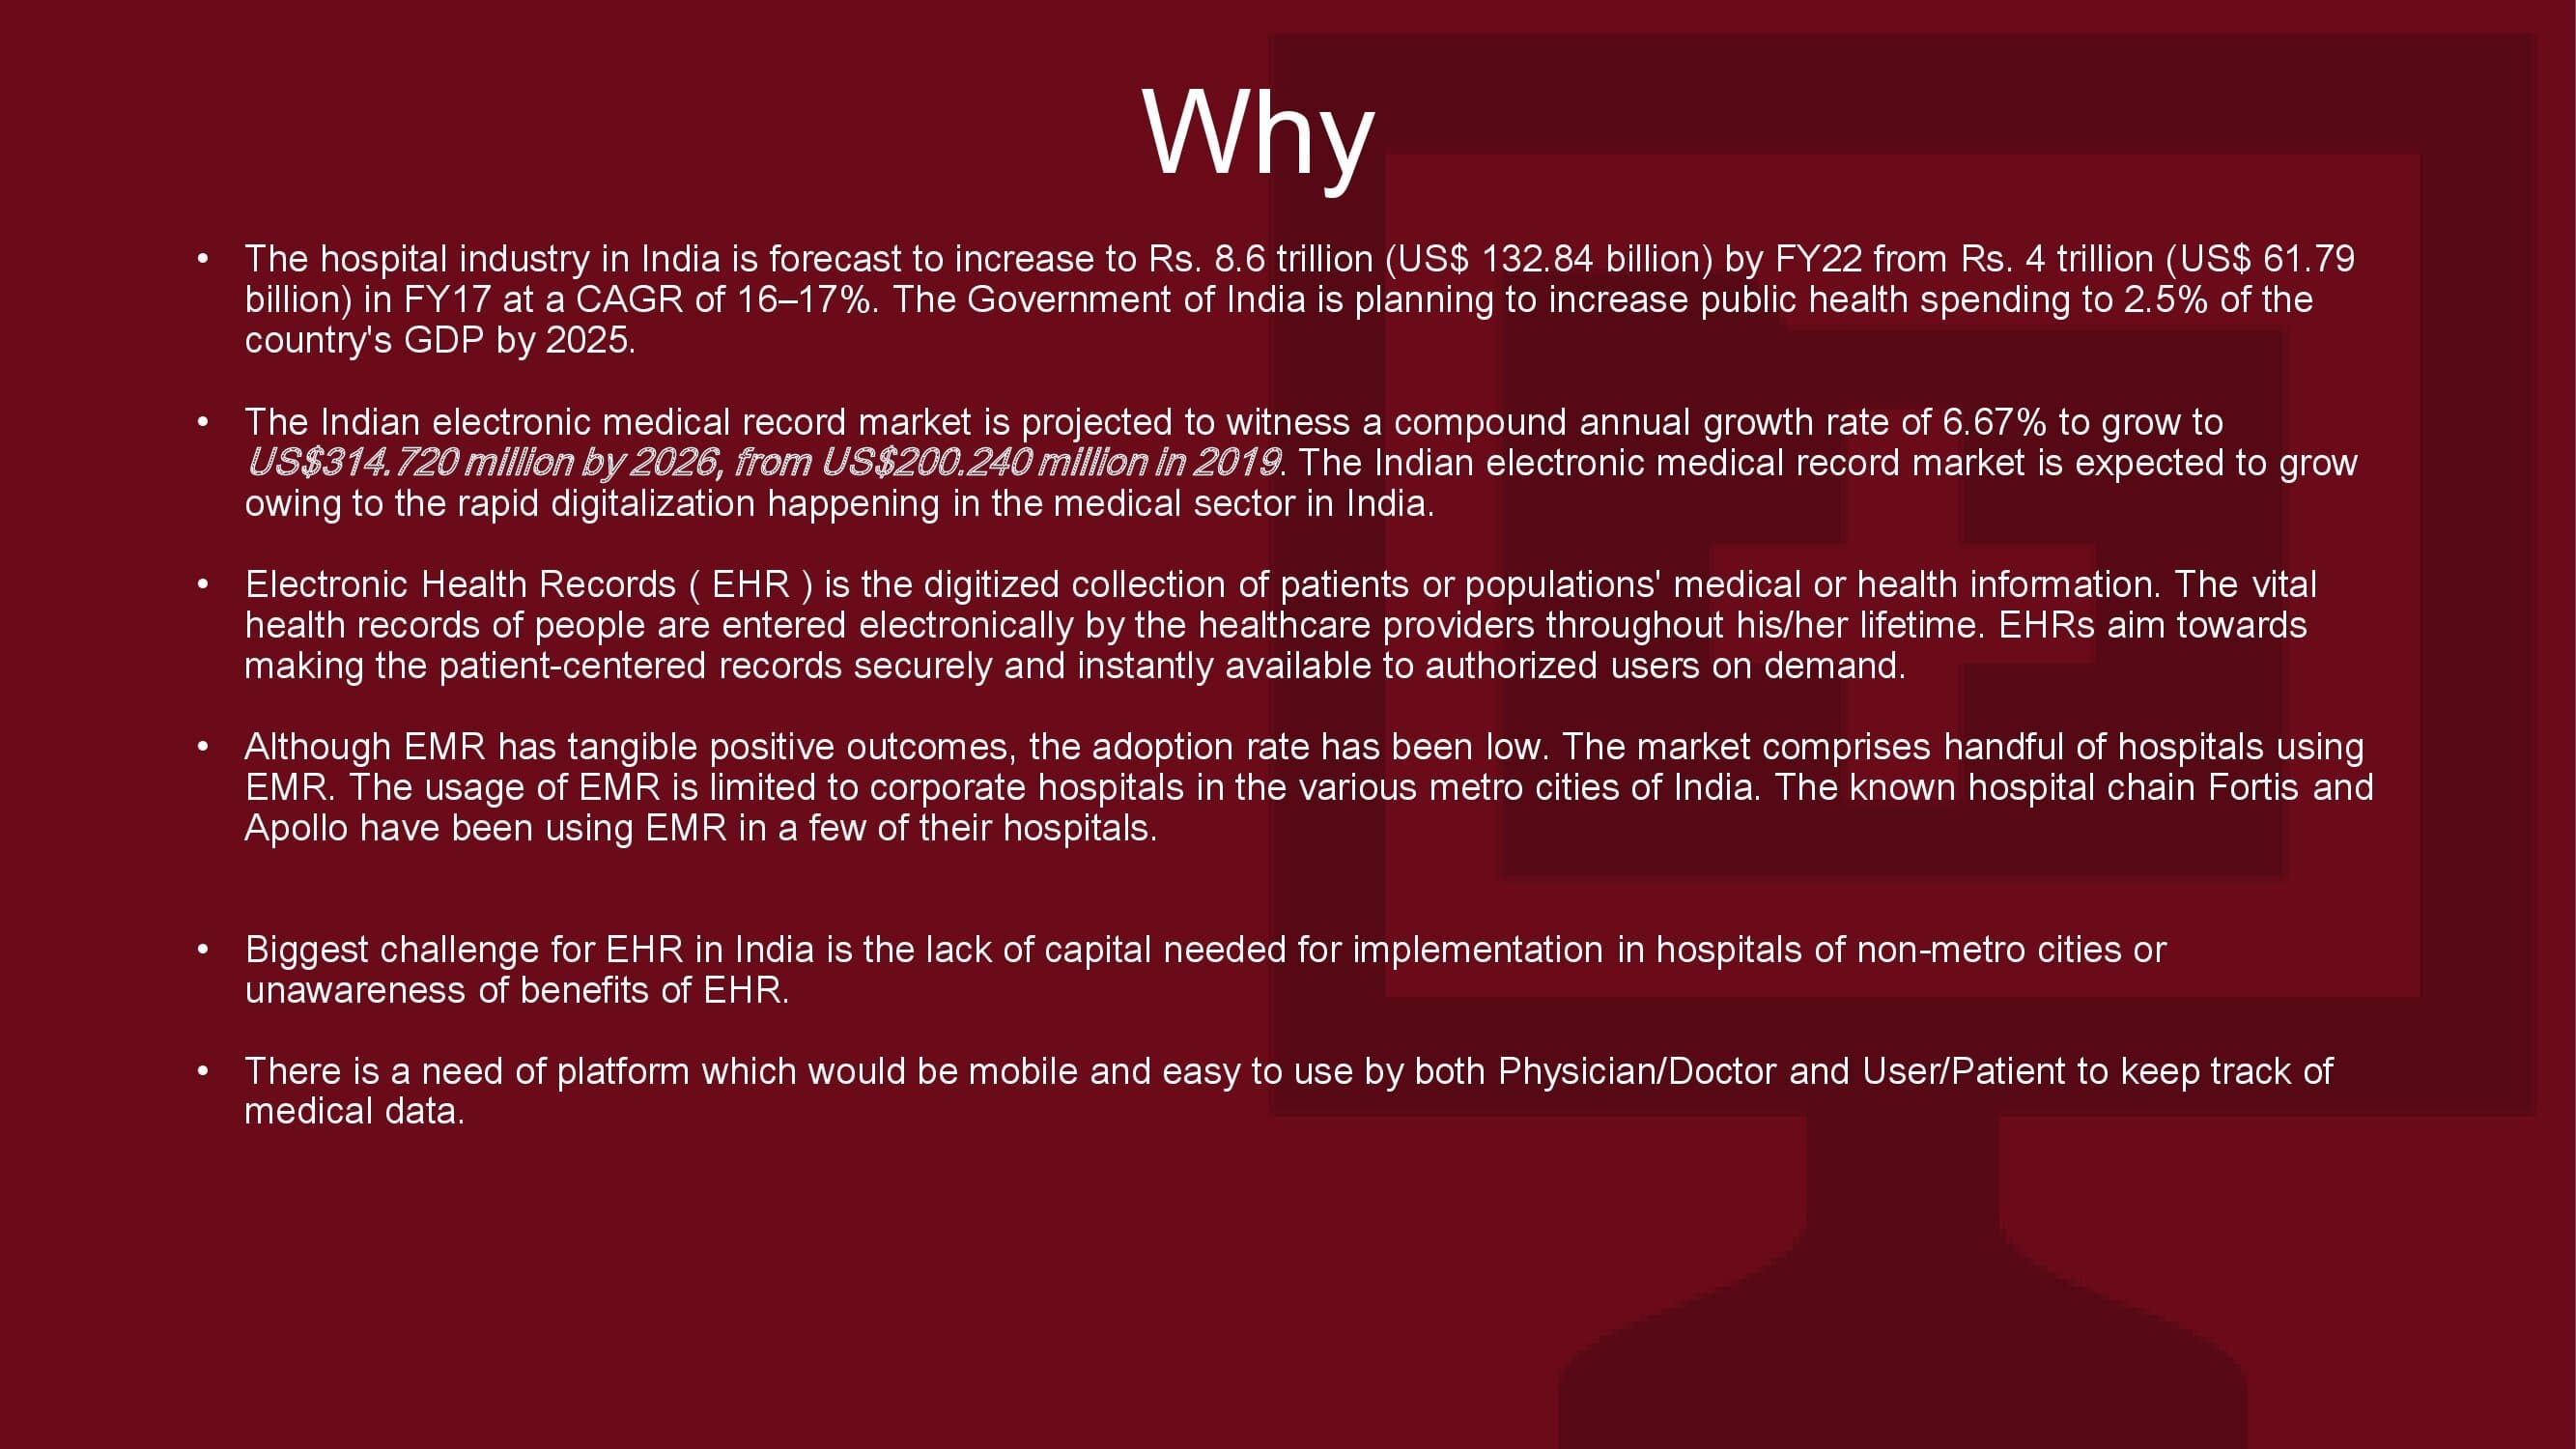 Why
• The hospital industry in India is forecast to increase to Rs. 8.6 trillion (US$ 132.84 billion) by FY22 from Rs. 4 trillion (US$ 61.79
billion) in FY17 at a CAGR of 16–17%. The Government of India is planning to increase public health spending to 2.5% of the
country's GDP by 2025.
• The Indian electronic medical record market is projected to witness a compound annual growth rate of 6.67% to grow to
US$314.720 million by 2026, from US$200.240 million in 2019. The Indian electronic medical record market is expected to grow
owing to the rapid digitalization happening in the medical sector in India.
• Electronic Health Records ( EHR ) is the digitized collection of patients or populations' medical or health information. The vital
health records of people are entered electronically by the healthcare providers throughout his/her lifetime. EHRs aim towards
making the patient-centered records securely and instantly available to authorized users on demand.
• Although EMR has tangible positive outcomes, the adoption rate has been low. The market comprises handful of hospitals using
EMR. The usage of EMR is limited to corporate hospitals in the various metro cities of India. The known hospital chain Fortis and
Apollo have been using EMR in a few of their hospitals.
• Biggest challenge for EHR in India is the lack of capital needed for implementation in hospitals of non-metro cities or
unawareness of benefits of EHR.
• There is a need of platform which would be mobile and easy to use by both Physician/Doctor and User/Patient to keep track of
medical data.